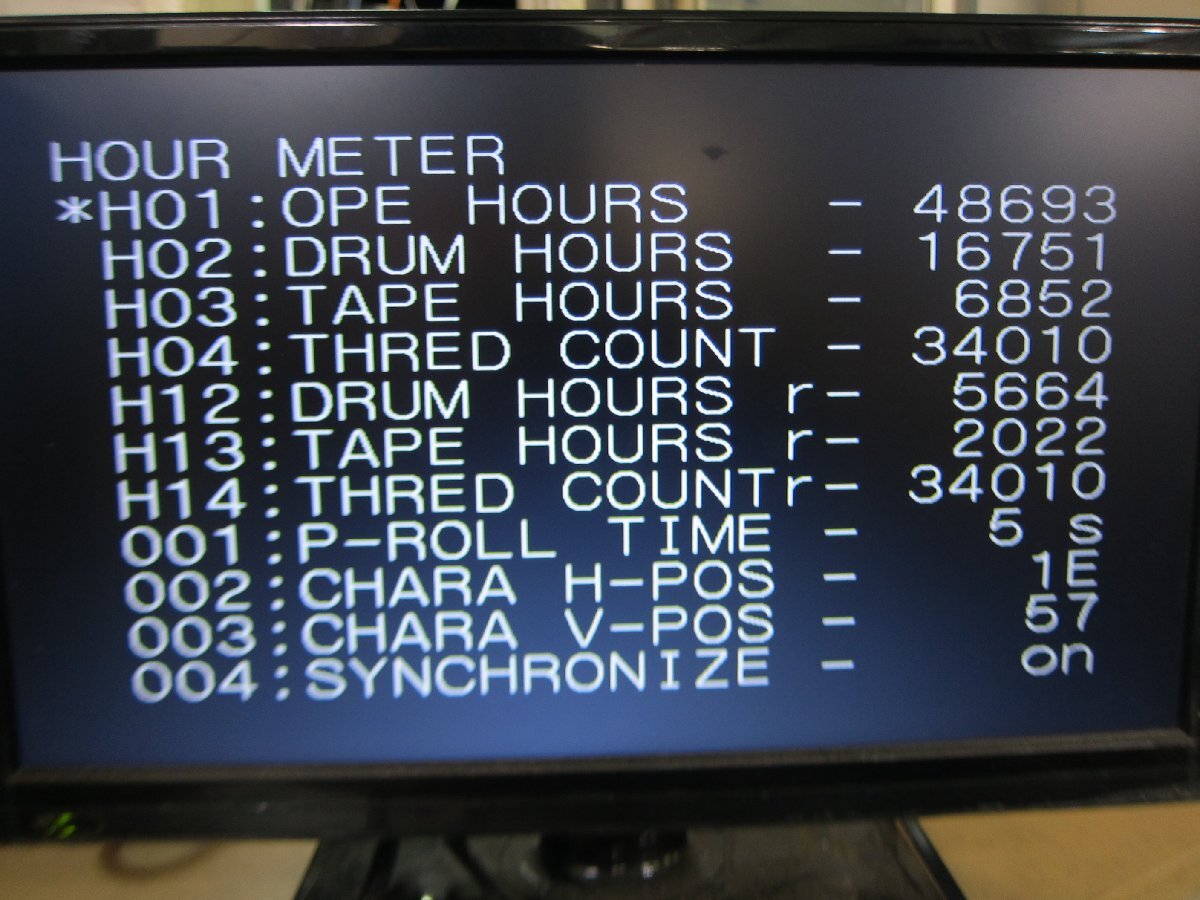 HOUR METER
*H01:OPE HOURS - 48693
H02:DRUM HOURS - 16751
H03:TAPE HOURS - 6852
H04:THRED COUNT - 34010
H12:DRUM HOURS r- 5664
H13:TAPE HOURS r- 2022
H14:THRED COUNTr- 34010
001:P-ROLL TIME - 5 s
002:CHARA H-POS - 1E
003:CHARA V-POS - 57
004:SYNCHRONIZE - on